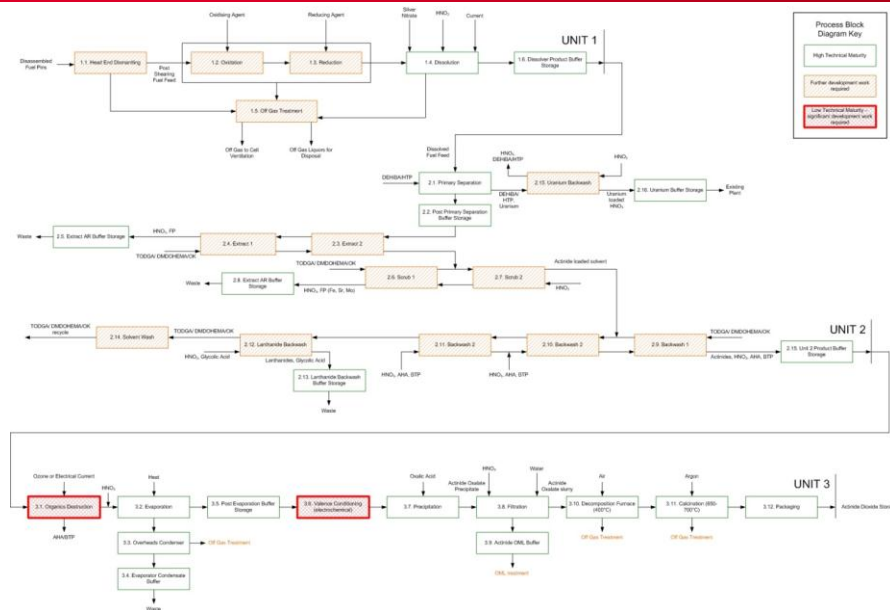 Silver
Nitrate
Oxidising Agent
Reducing Agent
HNO₃
Current
UNIT 1
Process Block
Diagram Key
High Technical Maturity
Further development work
required
Low Technical Maturity –
significant development work
required
Disassembled
Fuel Pins
1.1. Head End Dismantling
Post
Shearing
Fuel Feed
1.2. Oxidation
1.3. Reduction
1.4. Dissolution
1.6. Dissolver Product Buffer
Storage
1.5. Off Gas Treatment
Off Gas to Cell
Ventilation
Off Gas Liquors for
Disposal
Dissolved
Fuel Feed
HNO₃,
DEHBA/HTP
HNO₃
DEHBA/HTP
2.1. Primary Separation
DEHBA/
HTP,
Uranium
2.15. Uranium Backwash
Uranium
loaded
HNO₃
2.16. Uranium Buffer Storage
Existing
Plant
2.2. Post Primary Separation
Buffer Storage
Waste
2.5. Extract AR Buffer Storage
HNO₃, FP
2.4. Extract 1
2.3. Extract 2
TODGA/ DMDOHEMA/OK
TODGA/ DMDOHEMA/OK
Actinide loaded solvent
Waste
2.8. Extract AR Buffer
Storage
2.6. Scrub 1
2.7. Scrub 2
HNO₃, FP (Fe, Sr, Mo)
HNO₃
UNIT 2
TODGA/ DMDOHEMA/OK
recycle
2.14. Solvent Wash
TODGA/ DMDOHEMA/OK
2.12. Lanthanide Backwash
TODGA/ DMDOHEMA/OK
2.11. Backwash 2
2.10. Backwash 2
2.9. Backwash 1
TODGA/ DMDOHEMA/OK
2.15. Unit 2 Product Buffer
Storage
HNO₃, Glycolic Acid
Lanthanides, Glycolic Acid
HNO₃, AHA, BTP
HNO₃, AHA, BTP
Actinides, HNO₃, AHA, BTP
2.13. Lanthanide Backwash
Buffer Storage
Waste
UNIT 3
Ozone or Electrical Current
HNO₃
Heat
Oxalic Acid
Actinide Oxalate
Precipitate
HNO₃
Water
Actinide
Oxalate slurry
Air
Argon
3.1. Organics Destruction
3.2. Evaporation
3.5. Post Evaporation Buffer
Storage
3.6. Valence Conditioning
(electrochemical)
3.7. Precipitation
3.8. Filtration
3.10. Decomposition Furnace
(400°C)
3.11. Calcination (650-
700°C)
3.12. Packaging
Actinide Dioxide Store
AHA/BTP
3.3. Overheads Condenser
Off Gas Treatment
3.9. Actinide OML Buffer
Off Gas Treatment
Off Gas Treatment
3.4. Evaporator Condensate
Buffer
OML treatment
Waste